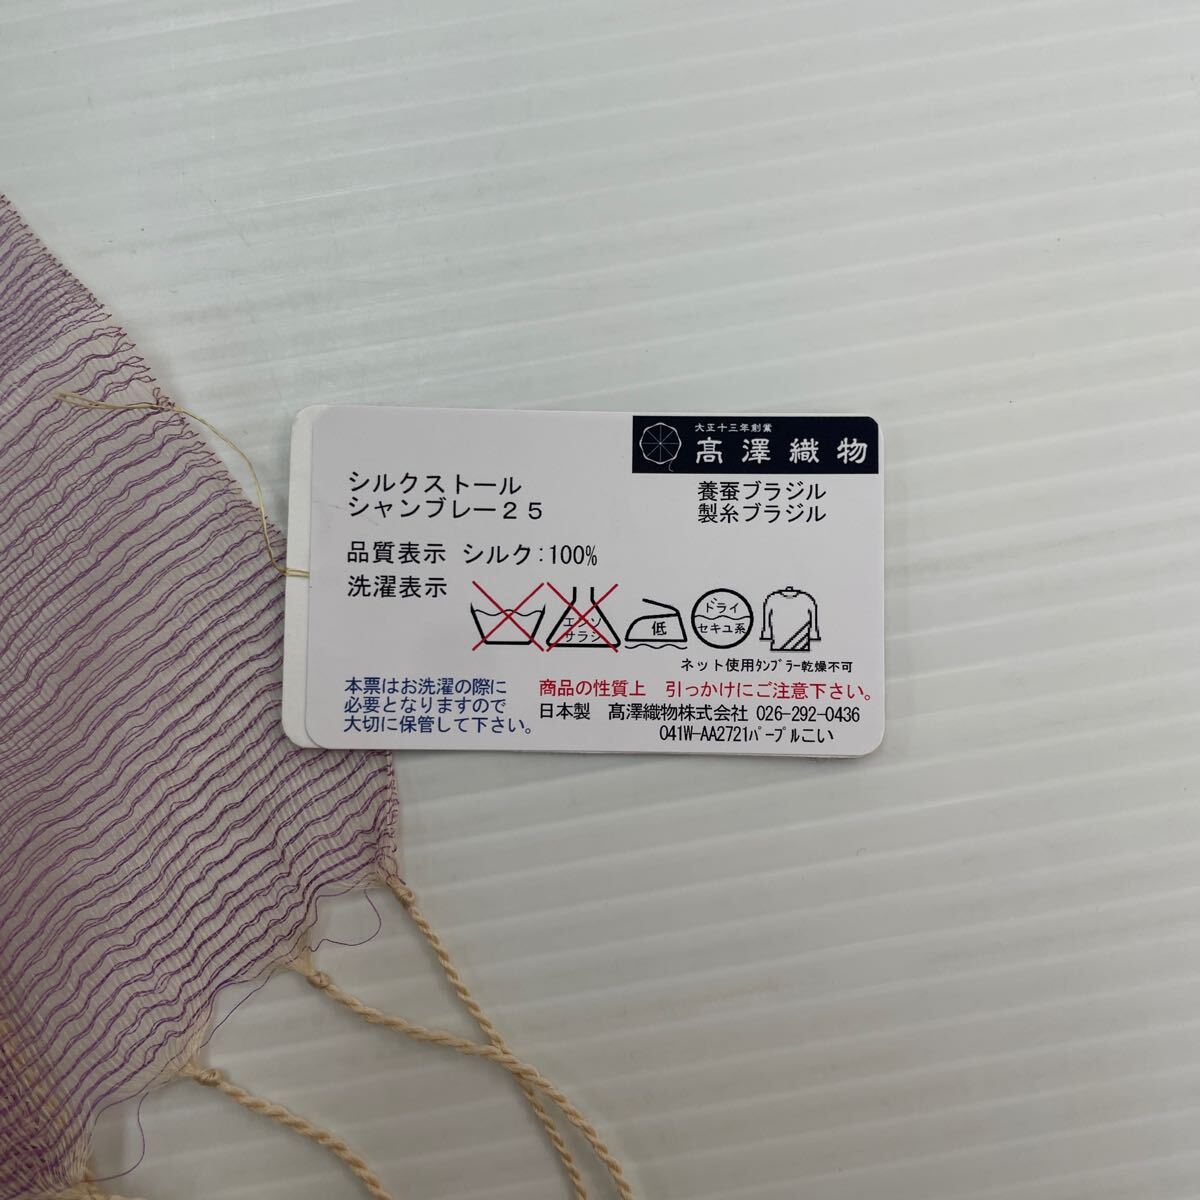 大正十三年創業
髙澤織物
シルクストール
シャンブレー２５
養蚕ブラジル
製糸ブラジル
品質表示 シルク:100%
洗濯表示
エンソ
サラシ
低
ドライ
セキユ系
ネット使用ﾀﾝﾌﾞﾗｰ乾燥不可
本票はお洗濯の際に
必要となりますので
大切に保管して下さい。
商品の性質上 引っかけにご注意下さい。
日本製 髙澤織物株式会社 026-292-0436
041W-AA2721ﾊﾟｰﾌﾟﾙこい